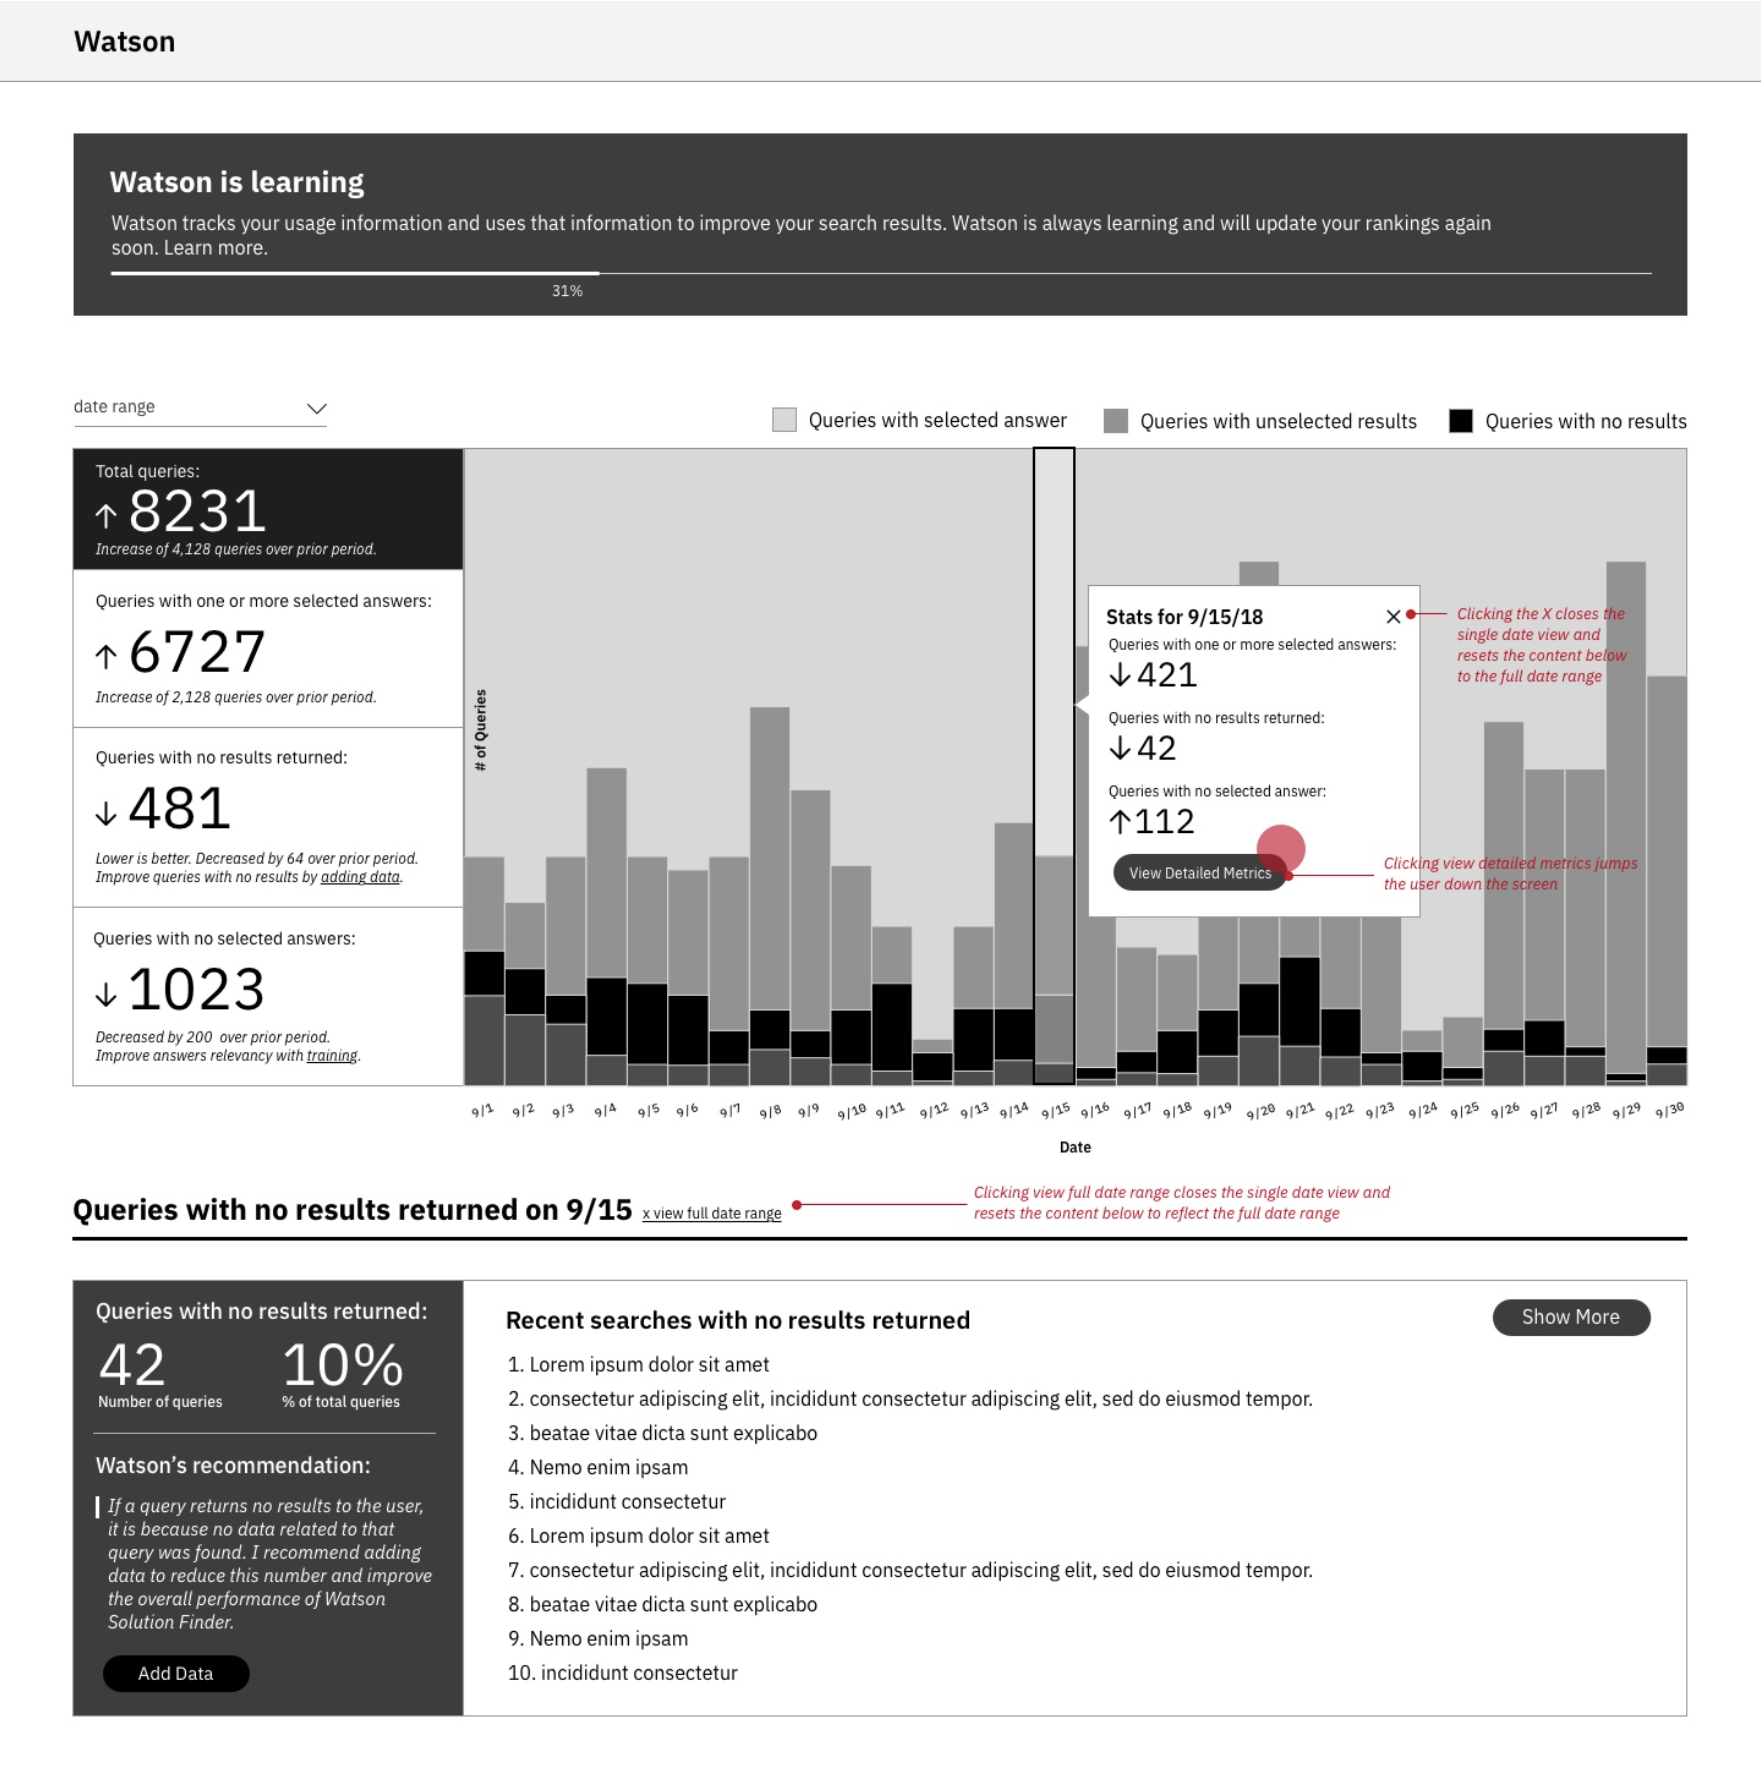 Watson
Watson is learning
Watson tracks your usage information and uses that information to improve your search results. Watson is always learning and will update your rankings again
soon. Learn more.
31%
date range
Queries with selected answer
Queries with unselected results
Queries with no results
Total queries:
↑ 8231
Increase of 4,128 queries over prior period.
Queries with one or more selected answers:
↑ 6727
Increase of 2,128 queries over prior period.
Queries with no results returned:
↓ 481
Lower is better. Decreased by 64 over prior period.
Improve queries with no results by adding data.
Queries with no selected answers:
↓ 1023
Decreased by 200 over prior period.
Improve answers relevancy with training.
# of Queries
Stats for 9/15/18
Queries with one or more selected answers:
↓ 421
Queries with no results returned:
↓ 42
Queries with no selected answer:
↑ 112
View Detailed Metrics
Clicking the X closes the
single date view and
resets the content below
to the full date range
Clicking view detailed metrics jumps
the user down the screen
9/1 9/2 9/3 9/4 9/5 9/6 9/7 9/8 9/9 9/10 9/11 9/12 9/13 9/14 9/15 9/16 9/17 9/18 9/19 9/20 9/21 9/22 9/23 9/24 9/25 9/26 9/27 9/28 9/29 9/30
Date
Queries with no results returned on 9/15 x view full date range
Clicking view full date range closes the single date view and
resets the content below to reflect the full date range
Queries with no results returned:
42 10%
Number of queries % of total queries
Watson’s recommendation:
If a query returns no results to the user,
it is because no data related to that
query was found. I recommend adding
data to reduce this number and improve
the overall performance of Watson
Solution Finder.
Add Data
Recent searches with no results returned
Show More
1. Lorem ipsum dolor sit amet
2. consectetur adipiscing elit, incididunt consectetur adipiscing elit, sed do eiusmod tempor.
3. beatae vitae dicta sunt explicabo
4. Nemo enim ipsam
5. incididunt consectetur
6. Lorem ipsum dolor sit amet
7. consectetur adipiscing elit, incididunt consectetur adipiscing elit, sed do eiusmod tempor.
8. beatae vitae dicta sunt explicabo
9. Nemo enim ipsam
10. incididunt consectetur